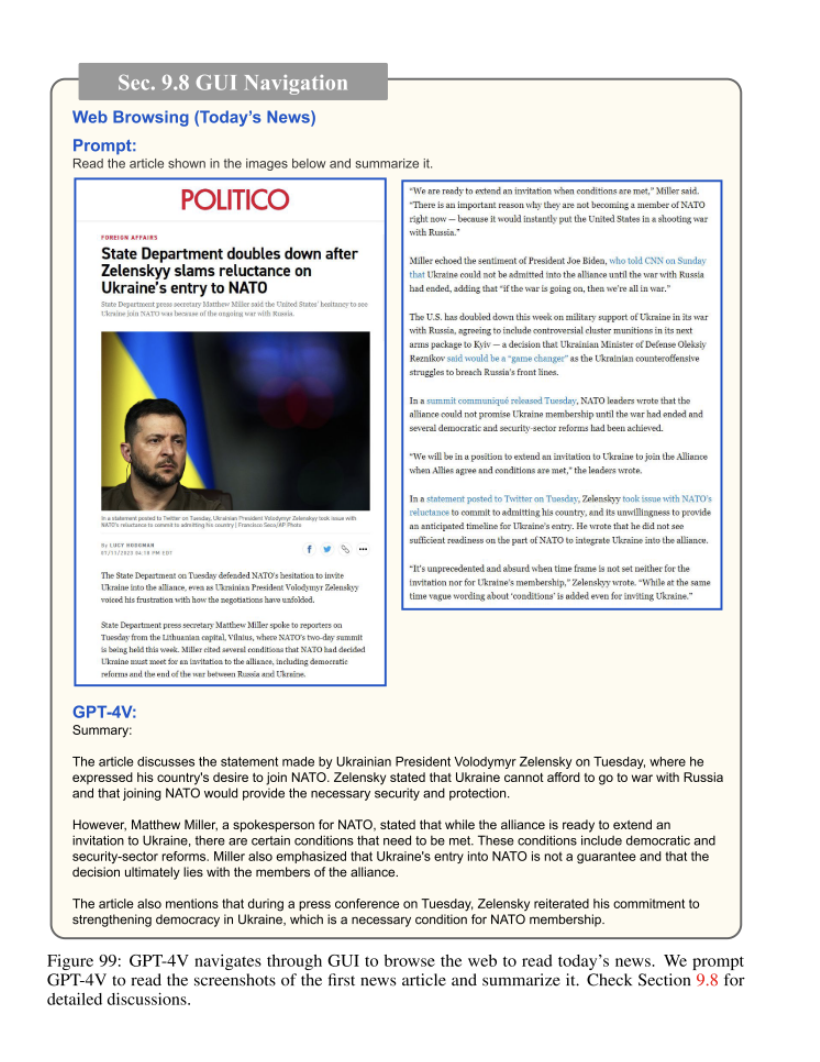 Sec. 9.8 GUI Navigation
Web Browsing (Today's News)
Prompt:
Read the article shown in the images below and summarize it.
POLITICO
FOREIGN AFFAIRS
State Department doubles down after
Zelenskyy slams reluctance on
Ukraine's entry to NATO
State Department press secretary Matthew Miller said the United States' hesitancy to see
Ukraine join NATO was because of the ongoing war with Russia.
In a statement posted to Twitter on Tuesday, Ukrainian President Volodymyr Zelenskyy took issue with
NATO's reluctance to commit to admitting his country | Francisco Seco/AP Photo
By LUCY HODGMAN
07/11/2023 04:18 PM EDT
The State Department on Tuesday defended NATO's hesitation to invite
Ukraine into the alliance, even as Ukrainian President Volodymyr Zelenskyy
voiced his frustration with how the negotiations have unfolded.
State Department press secretary Matthew Miller spoke to reporters on
Tuesday from the Lithuanian capital, Vilnius, where NATO's two-day summit
is being held this week. Miller cited several conditions that NATO had decided
Ukraine must meet for an invitation to the alliance, including democratic
reforms and the end of the war between Russia and Ukraine.
"We are ready to extend an invitation when conditions are met," Miller said.
"There is an important reason why they are not becoming a member of NATO
right now — because it would instantly put the United States in a shooting war
with Russia."
Miller echoed the sentiment of President Joe Biden, who told CNN on Sunday
that Ukraine could not be admitted into the alliance until the war with Russia
had ended, adding that "if the war is going on, then we're all in war."
The U.S. has doubled down this week on military support of Ukraine in its war
with Russia, agreeing to include controversial cluster munitions in its next
arms package to Kyiv — a decision that Ukrainian Minister of Defense Oleksiy
Reznikov said would be a "game changer" as the Ukrainian counteroffensive
struggles to breach Russia's front lines.
In a summit communiqué released Tuesday, NATO leaders wrote that the
alliance could not promise Ukraine membership until the war had ended and
several democratic and security-sector reforms had been achieved.
"We will be in a position to extend an invitation to Ukraine to join the Alliance
when Allies agree and conditions are met," the leaders wrote.
In a statement posted to Twitter on Tuesday, Zelenskyy took issue with NATO's
reluctance to commit to admitting his country, and its unwillingness to provide
an anticipated timeline for Ukraine's entry. He wrote that he did not see
sufficient readiness on the part of NATO to integrate Ukraine into the alliance.
"It's unprecedented and absurd when time frame is not set neither for the
invitation nor for Ukraine's membership," Zelenskyy wrote. "While at the same
time vague wording about 'conditions' is added even for inviting Ukraine."
GPT-4V:
Summary:
The article discusses the statement made by Ukrainian President Volodymyr Zelensky on Tuesday, where he
expressed his country's desire to join NATO. Zelensky stated that Ukraine cannot afford to go to war with Russia
and that joining NATO would provide the necessary security and protection.
However, Matthew Miller, a spokesperson for NATO, stated that while the alliance is ready to extend an
invitation to Ukraine, there are certain conditions that need to be met. These conditions include democratic and
security-sector reforms. Miller also emphasized that Ukraine's entry into NATO is not a guarantee and that the
decision ultimately lies with the members of the alliance.
The article also mentions that during a press conference on Tuesday, Zelensky reiterated his commitment to
strengthening democracy in Ukraine, which is a necessary condition for NATO membership.
Figure 99: GPT-4V navigates through GUI to browse the web to read today's news. We prompt
GPT-4V to read the screenshots of the first news article and summarize it. Check Section 9.8 for
detailed discussions.